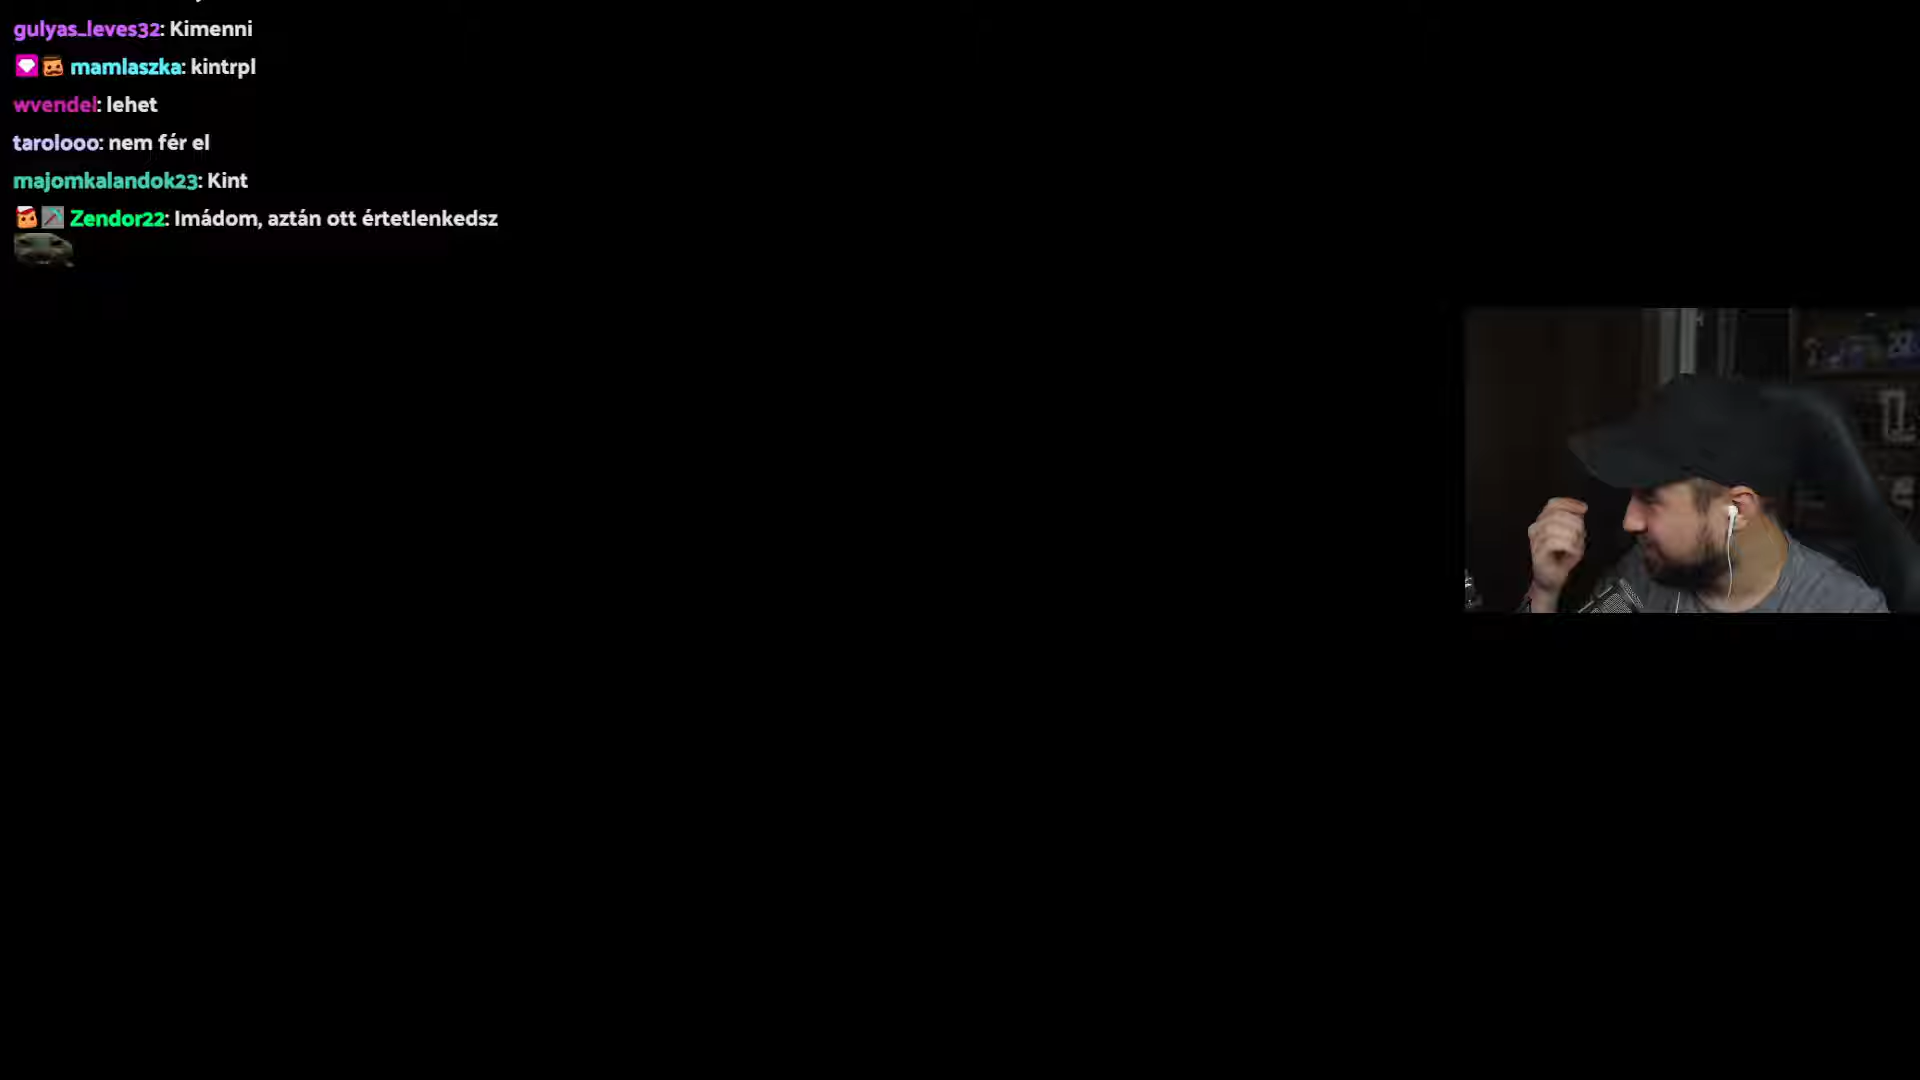 gulyas_leves32: Kimenni
mamlaszka: kintrpl
wvendel: lehet
tarolooo: nem fér el
majomkalandok23: Kint
Zendor22: Imádom, aztán ott értetlenkedsz